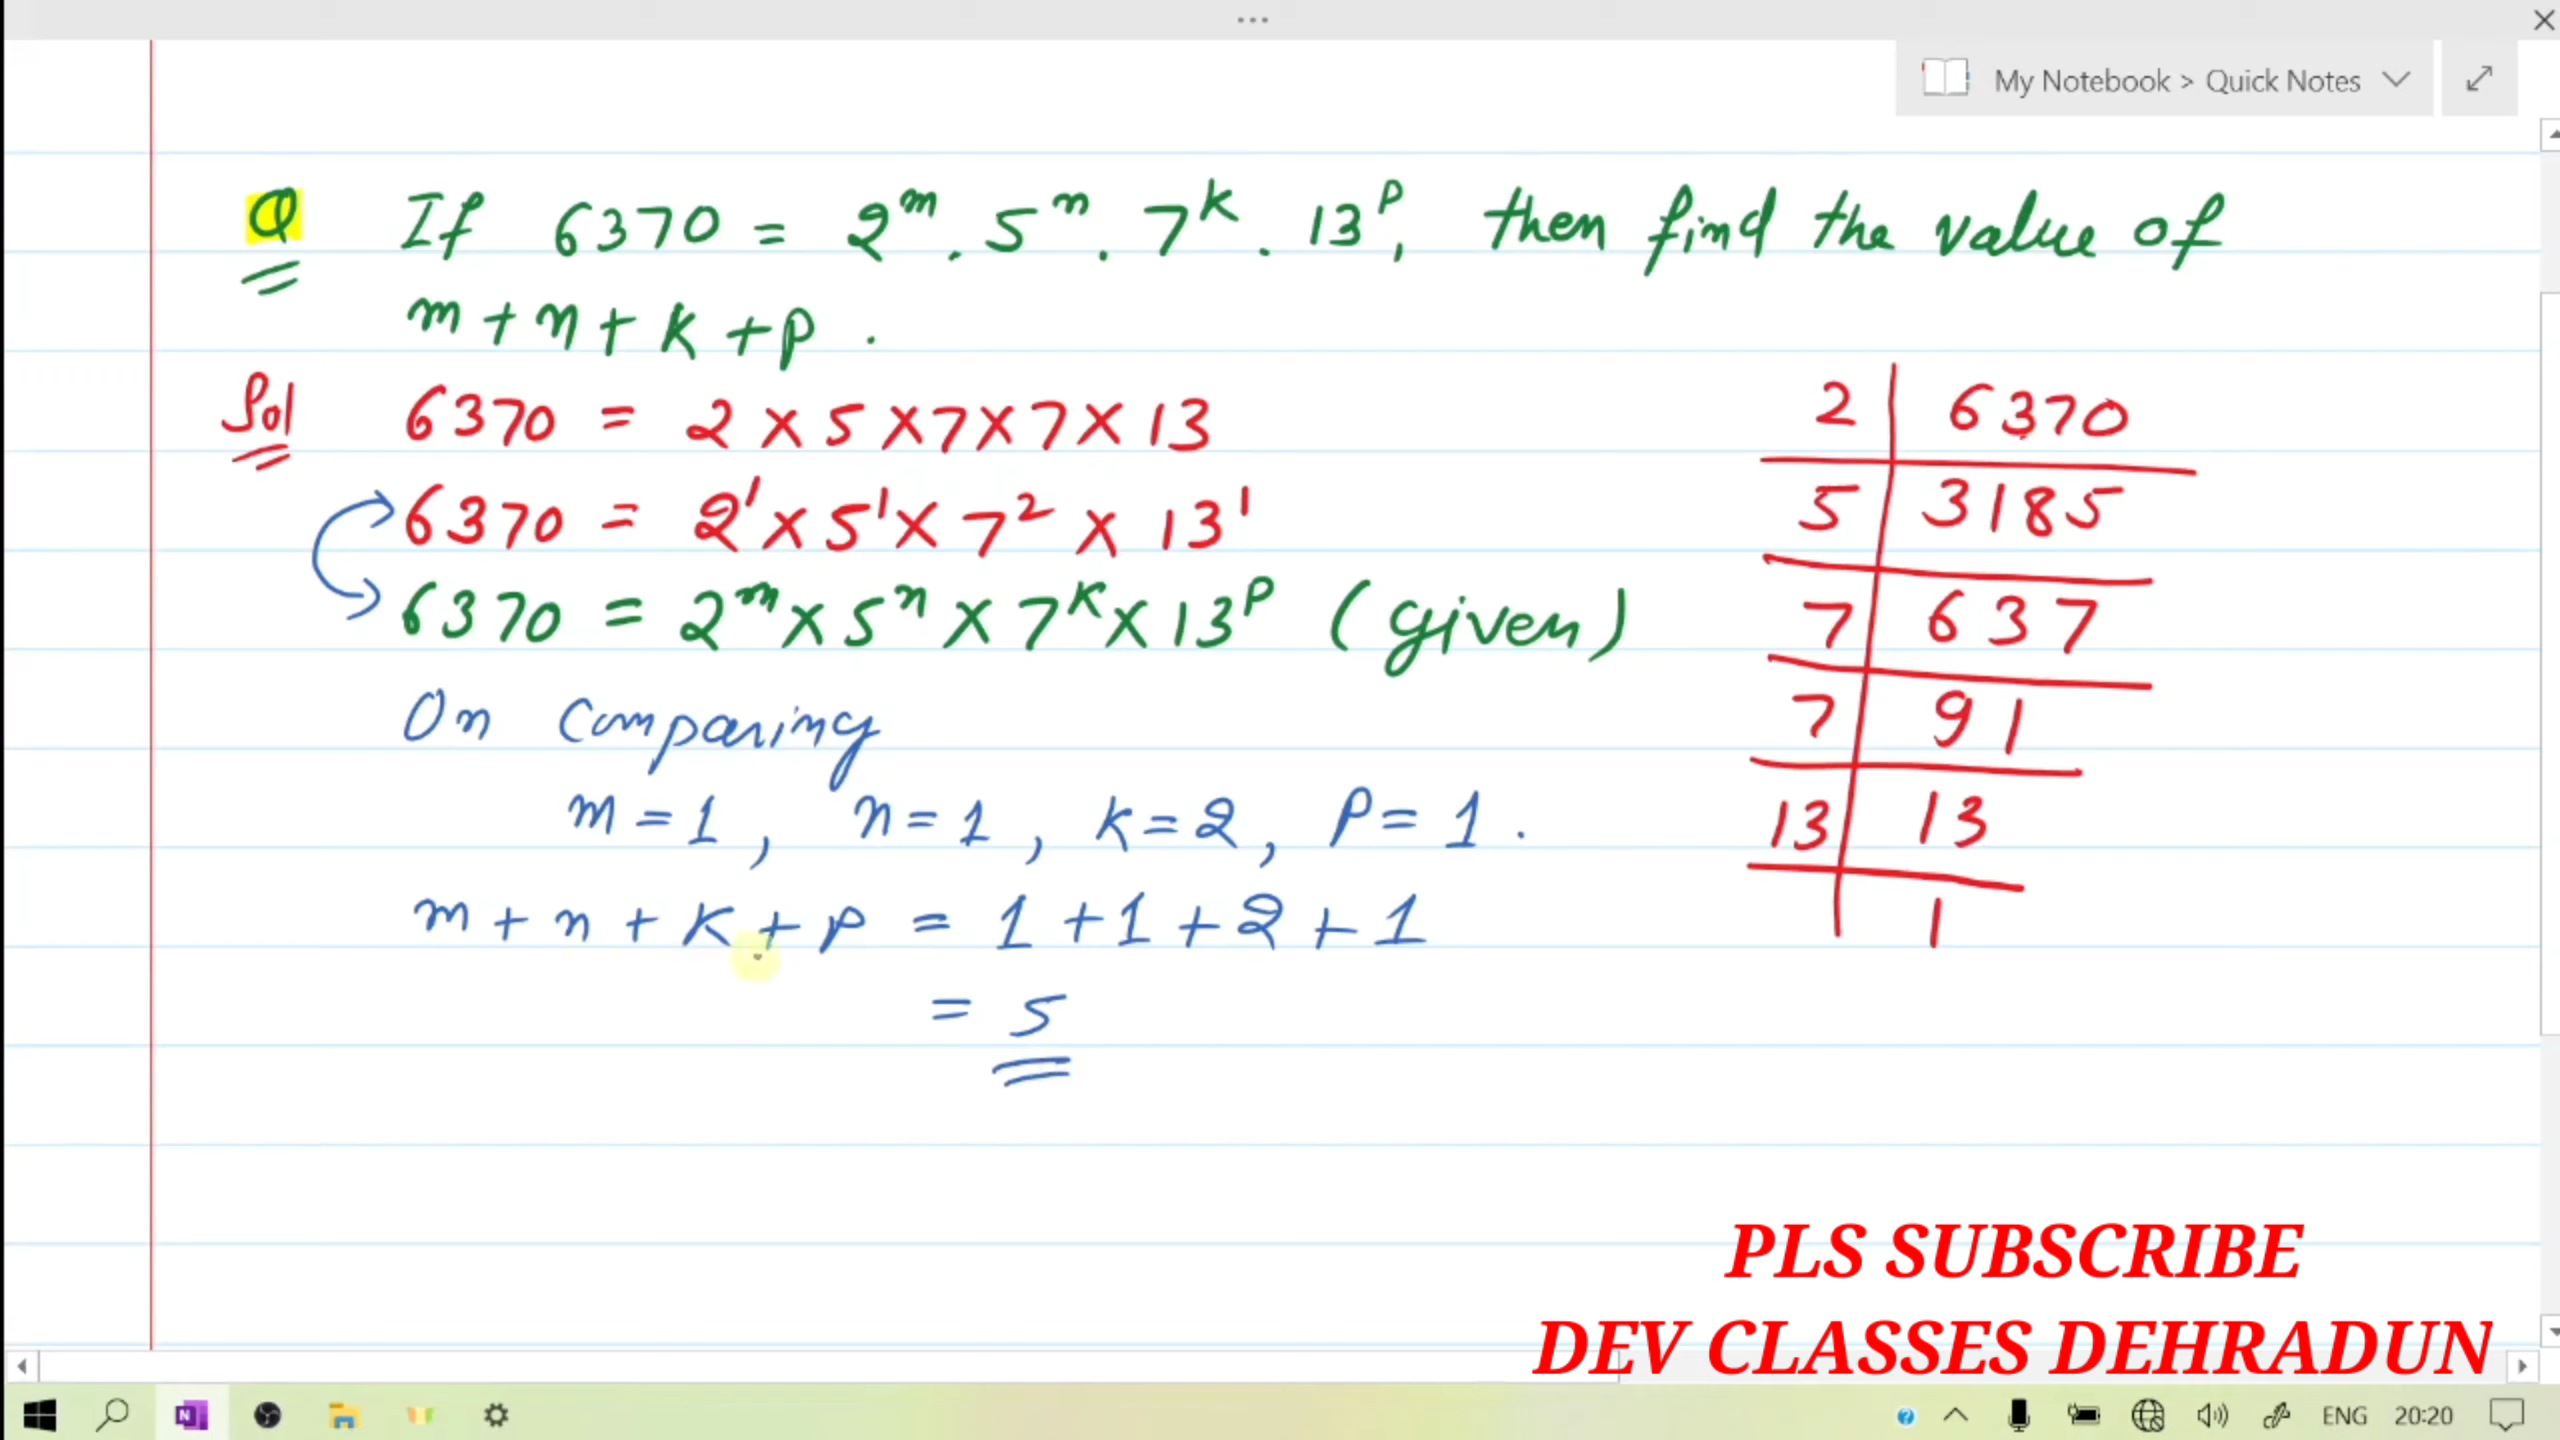 My Notebook > Quick Notes
Q If 6370 = 2^m . 5^n . 7^k . 13^p, then find the value of
m + n + k + p .
Sol 6370 = 2 × 5 × 7 × 7 × 13
6370 = 2^1 × 5^1 × 7^2 × 13^1
6370 = 2^m × 5^n × 7^k × 13^p (given)
On Comparing
m = 1 , n = 1 , k = 2 , P = 1 .
m + n + k + p = 1 + 1 + 2 + 1
= 5
2 | 6370
5 | 3185
7 | 637
7 | 91
13 | 13
| 1
PLS SUBSCRIBE
DEV CLASSES DEHRADUN
ENG 20:20